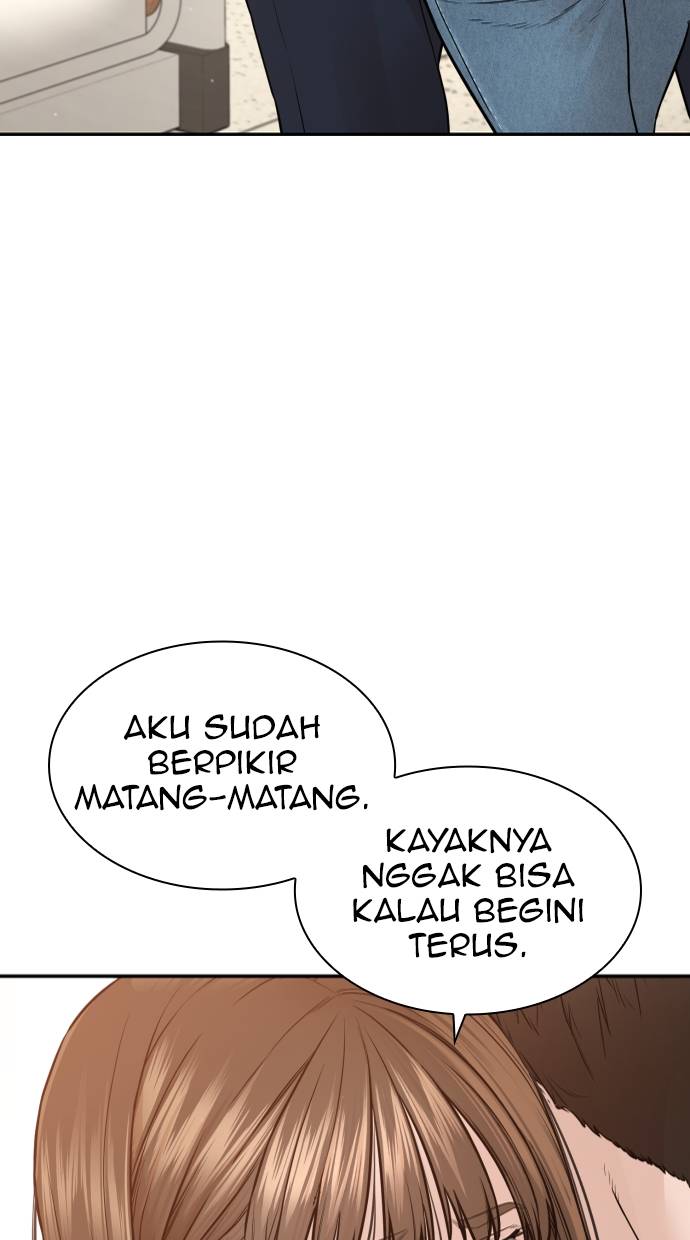 AKU SUDAH
BERPIKIR
MATANG-MATANG.
KAYAKNYA
NGGAK BISA
KALAU BEGINI
TERUS.